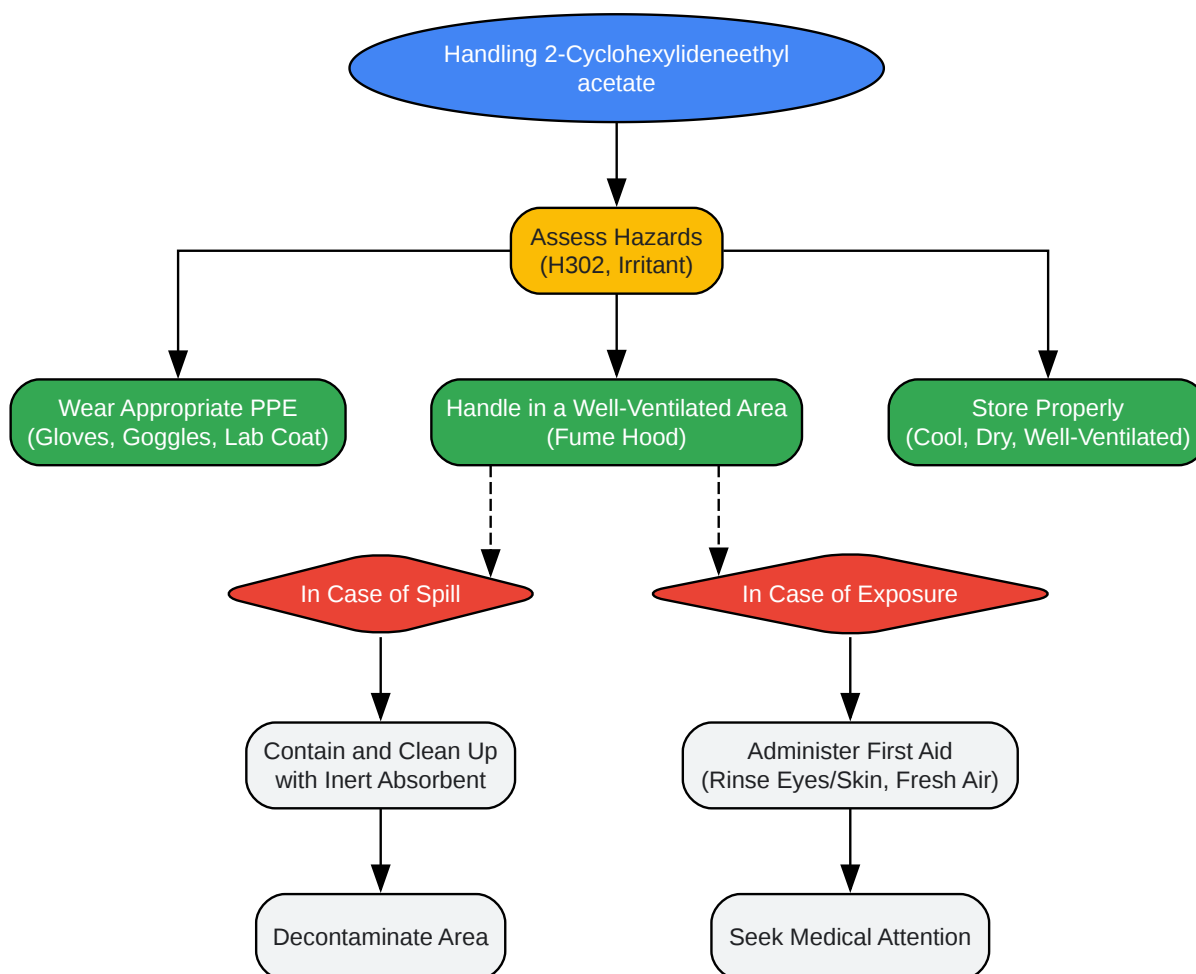 Handling 2-Cyclohexylideneethyl
acetate
Assess Hazards
(H302, Irritant)
Wear Appropriate PPE
(Gloves, Goggles, Lab Coat)
Handle in a Well-Ventilated Area
(Fume Hood)
Store Properly
(Cool, Dry, Well-Ventilated)
In Case of Spill
In Case of Exposure
Contain and Clean Up
with Inert Absorbent
Administer First Aid
(Rinse Eyes/Skin, Fresh Air)
Decontaminate Area
Seek Medical Attention